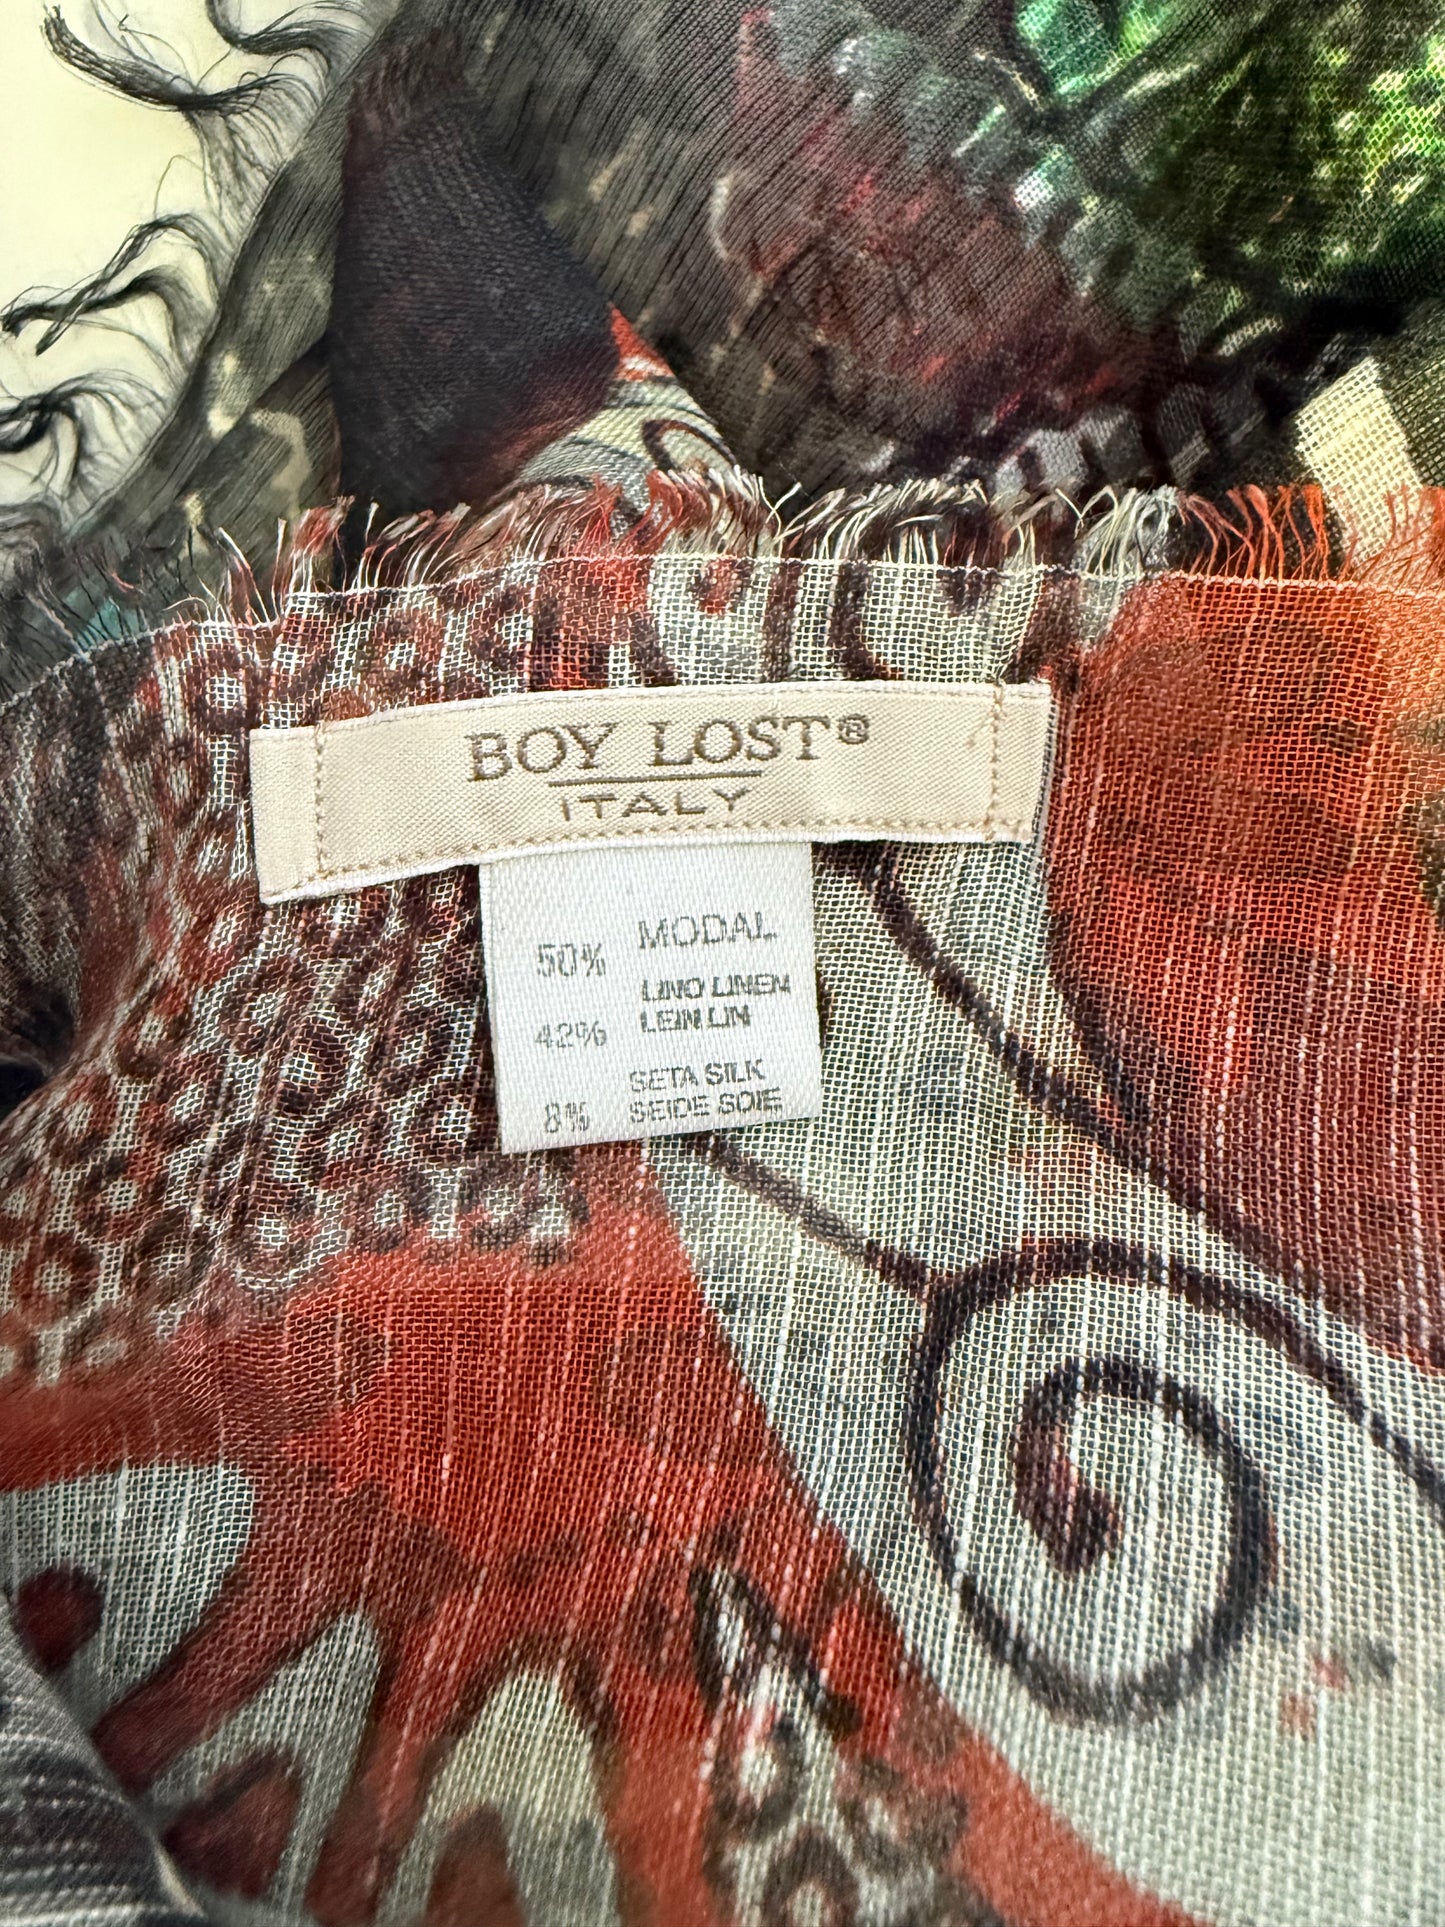 BOY LOST®
ITALY
50% MODAL
42% LINO LINEN
LEIN LIN
8% SETA SILK
SEIDE SOIE